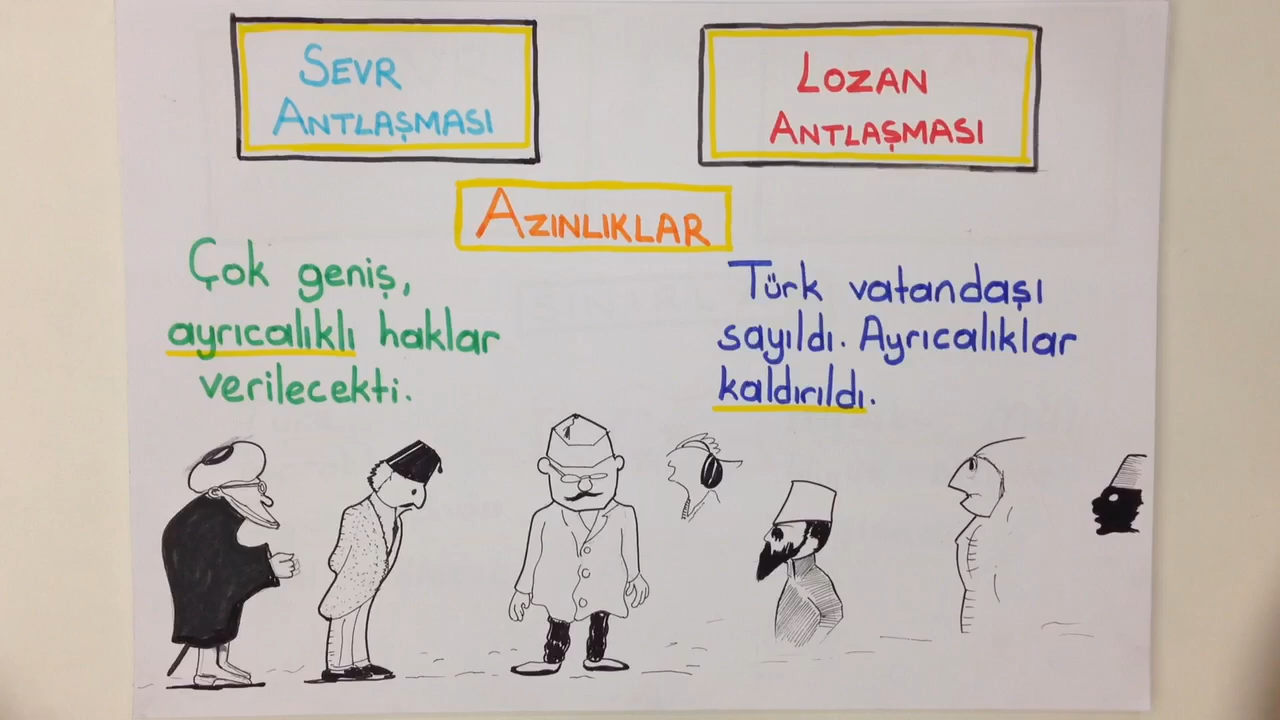 SEVR
ANTLAŞMASI
LOZAN
ANTLAŞMASI
AZINLIKLAR
Çok geniş,
ayrıcalıklı haklar
verilecekti.
Türk vatandaşı
sayıldı. Ayrıcalıklar
kaldırıldı.